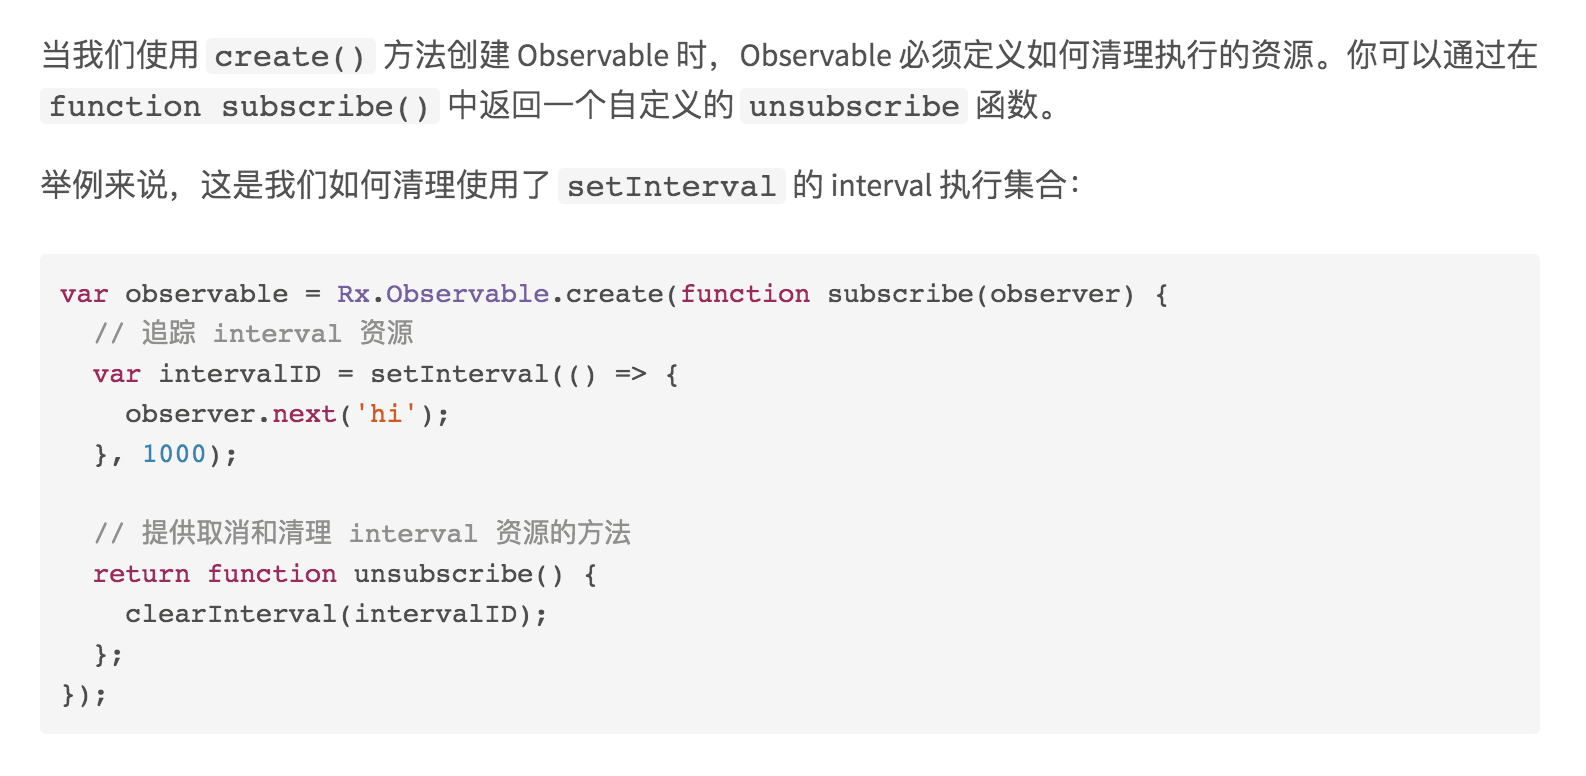 当我们使用 create() 方法创建 Observable 时，Observable 必须定义如何清理执行的资源。你可以通过在
function subscribe() 中返回一个自定义的 unsubscribe 函数。
举例来说，这是我们如何清理使用了 setInterval 的 interval 执行集合：
var observable = Rx.Observable.create(function subscribe(observer) {
  // 追踪 interval 资源
  var intervalID = setInterval(() => {
    observer.next('hi');
  }, 1000);
  // 提供取消和清理 interval 资源的方法
  return function unsubscribe() {
    clearInterval(intervalID);
  };
});